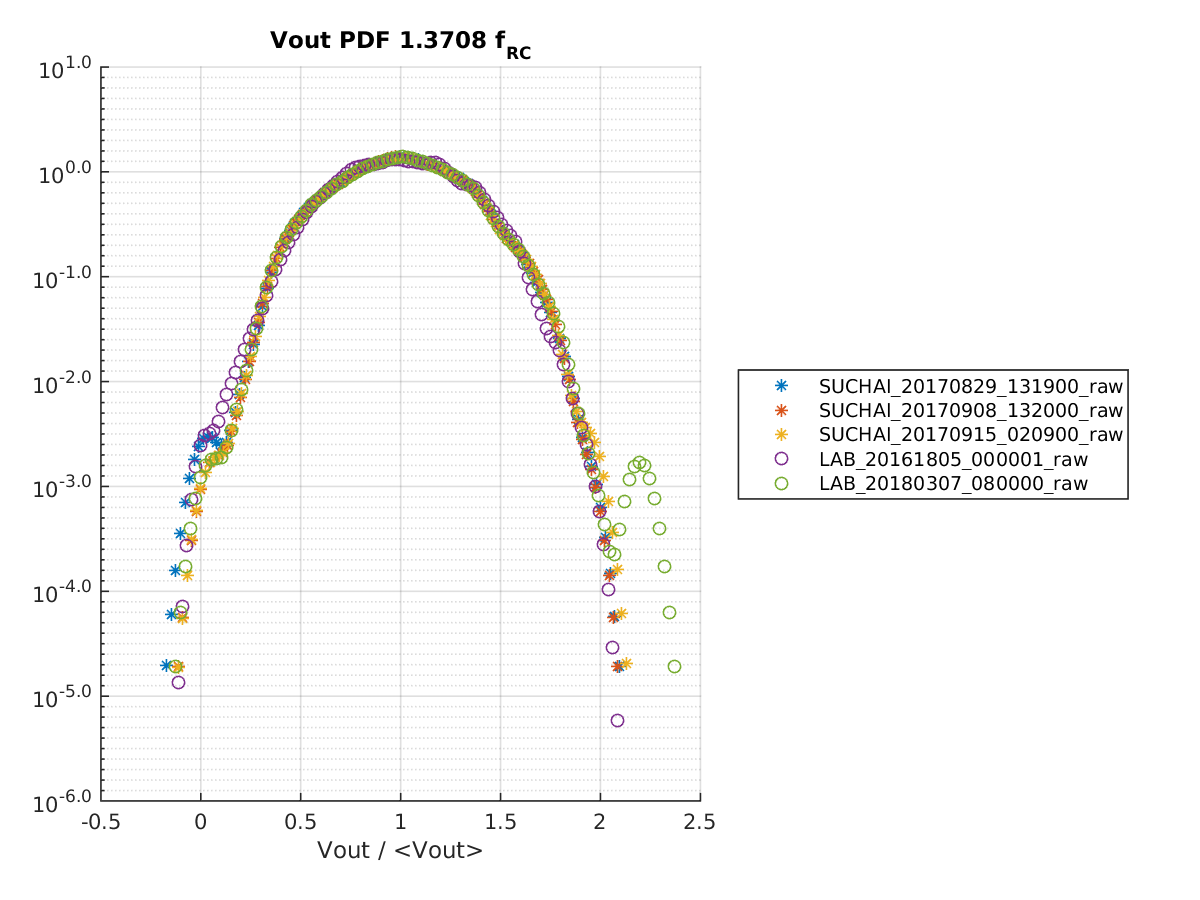 Vout PDF 1.3708 f_RC
10^1.0
10^0.0
10^-1.0
10^-2.0
10^-3.0
10^-4.0
10^-5.0
10^-6.0
-0.5 0 0.5 1 1.5 2 2.5
Vout / <Vout>
SUCHAI_20170829_131900_raw
SUCHAI_20170908_132000_raw
SUCHAI_20170915_020900_raw
LAB_20161805_000001_raw
LAB_20180307_080000_raw